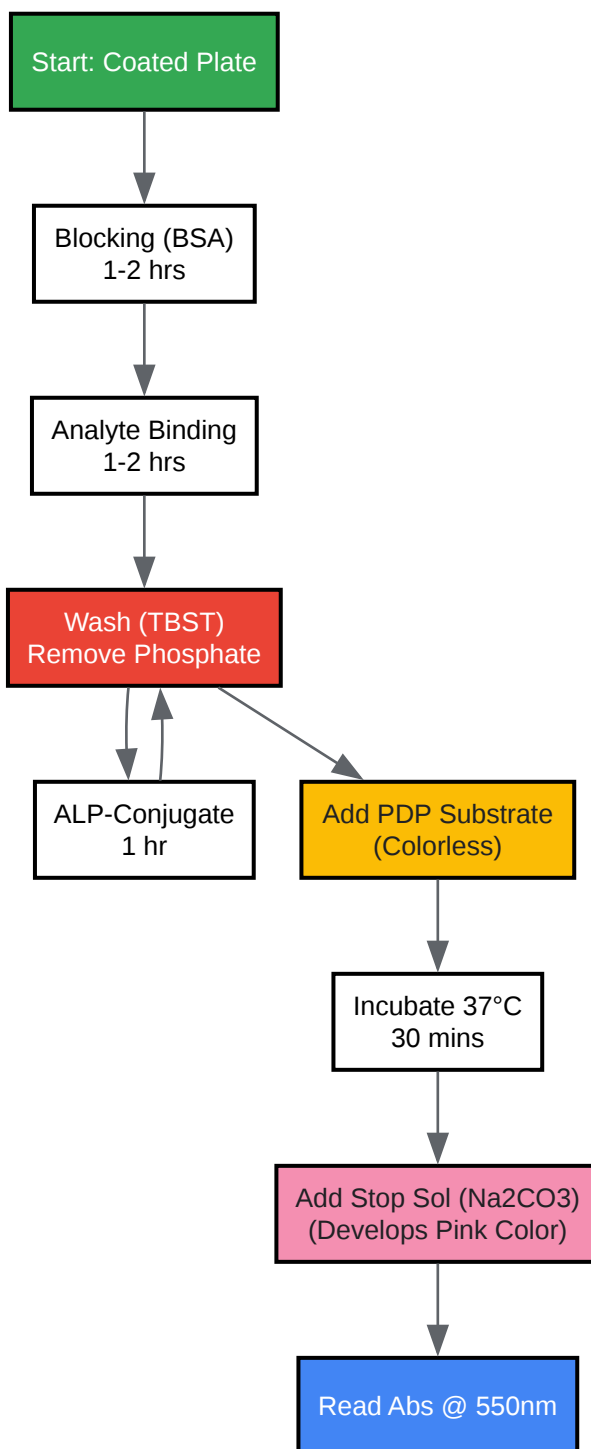 Start: Coated Plate
Blocking (BSA)
1-2 hrs
Analyte Binding
1-2 hrs
Wash (TBST)
Remove Phosphate
ALP-Conjugate
1 hr
Add PDP Substrate
(Colorless)
Incubate 37°C
30 mins
Add Stop Sol (Na2CO3)
(Develops Pink Color)
Read Abs @ 550nm